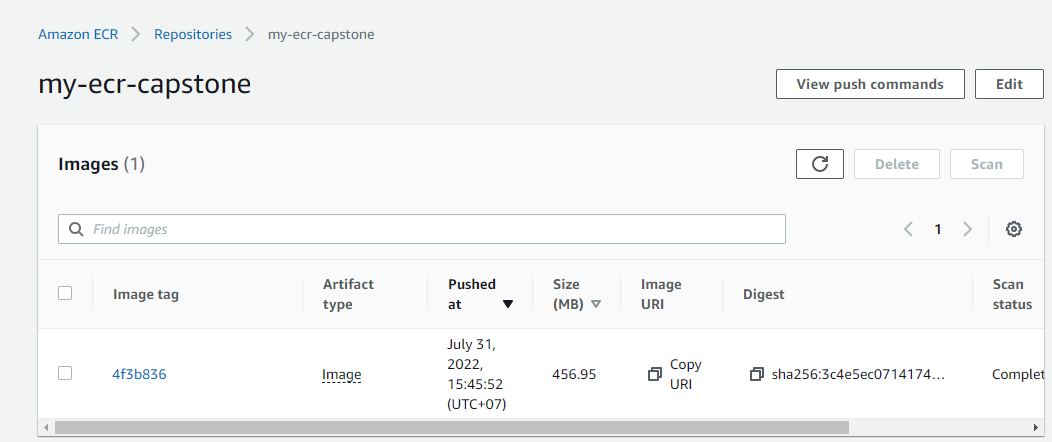 Amazon ECR > Repositories > my-ecr-capstone
my-ecr-capstone
View push commands Edit
Images (1)
Delete Scan
Find images
1
Image tag
Artifact
type
Pushed
at
Size
(MB)
Image
URI
Digest
Scan
status
4f3b836
Image
July 31,
2022,
15:45:52
(UTC+07)
456.95
Copy
URI
sha256:3c4e5ec0714174...
Complet